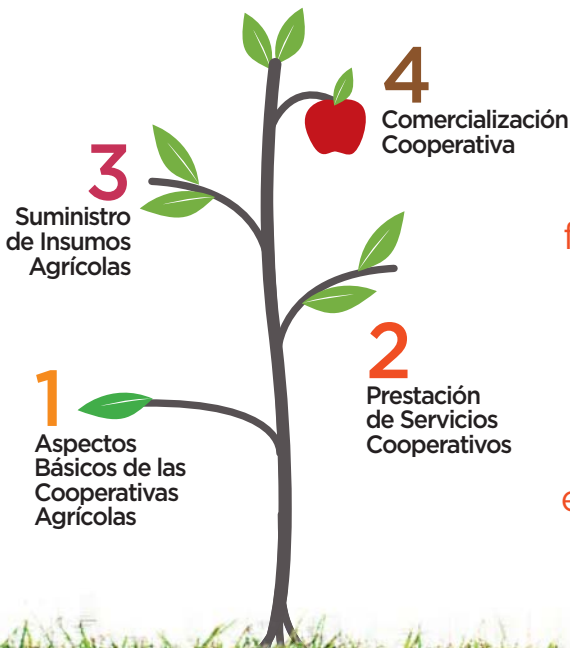 4
Comercialización
Cooperativa
3
Suministro
de Insumos
Agrícolas
2
Prestación
de Servicios
Cooperativos
1
Aspectos
Básicos de las
Cooperativas
Agrícolas
f
e